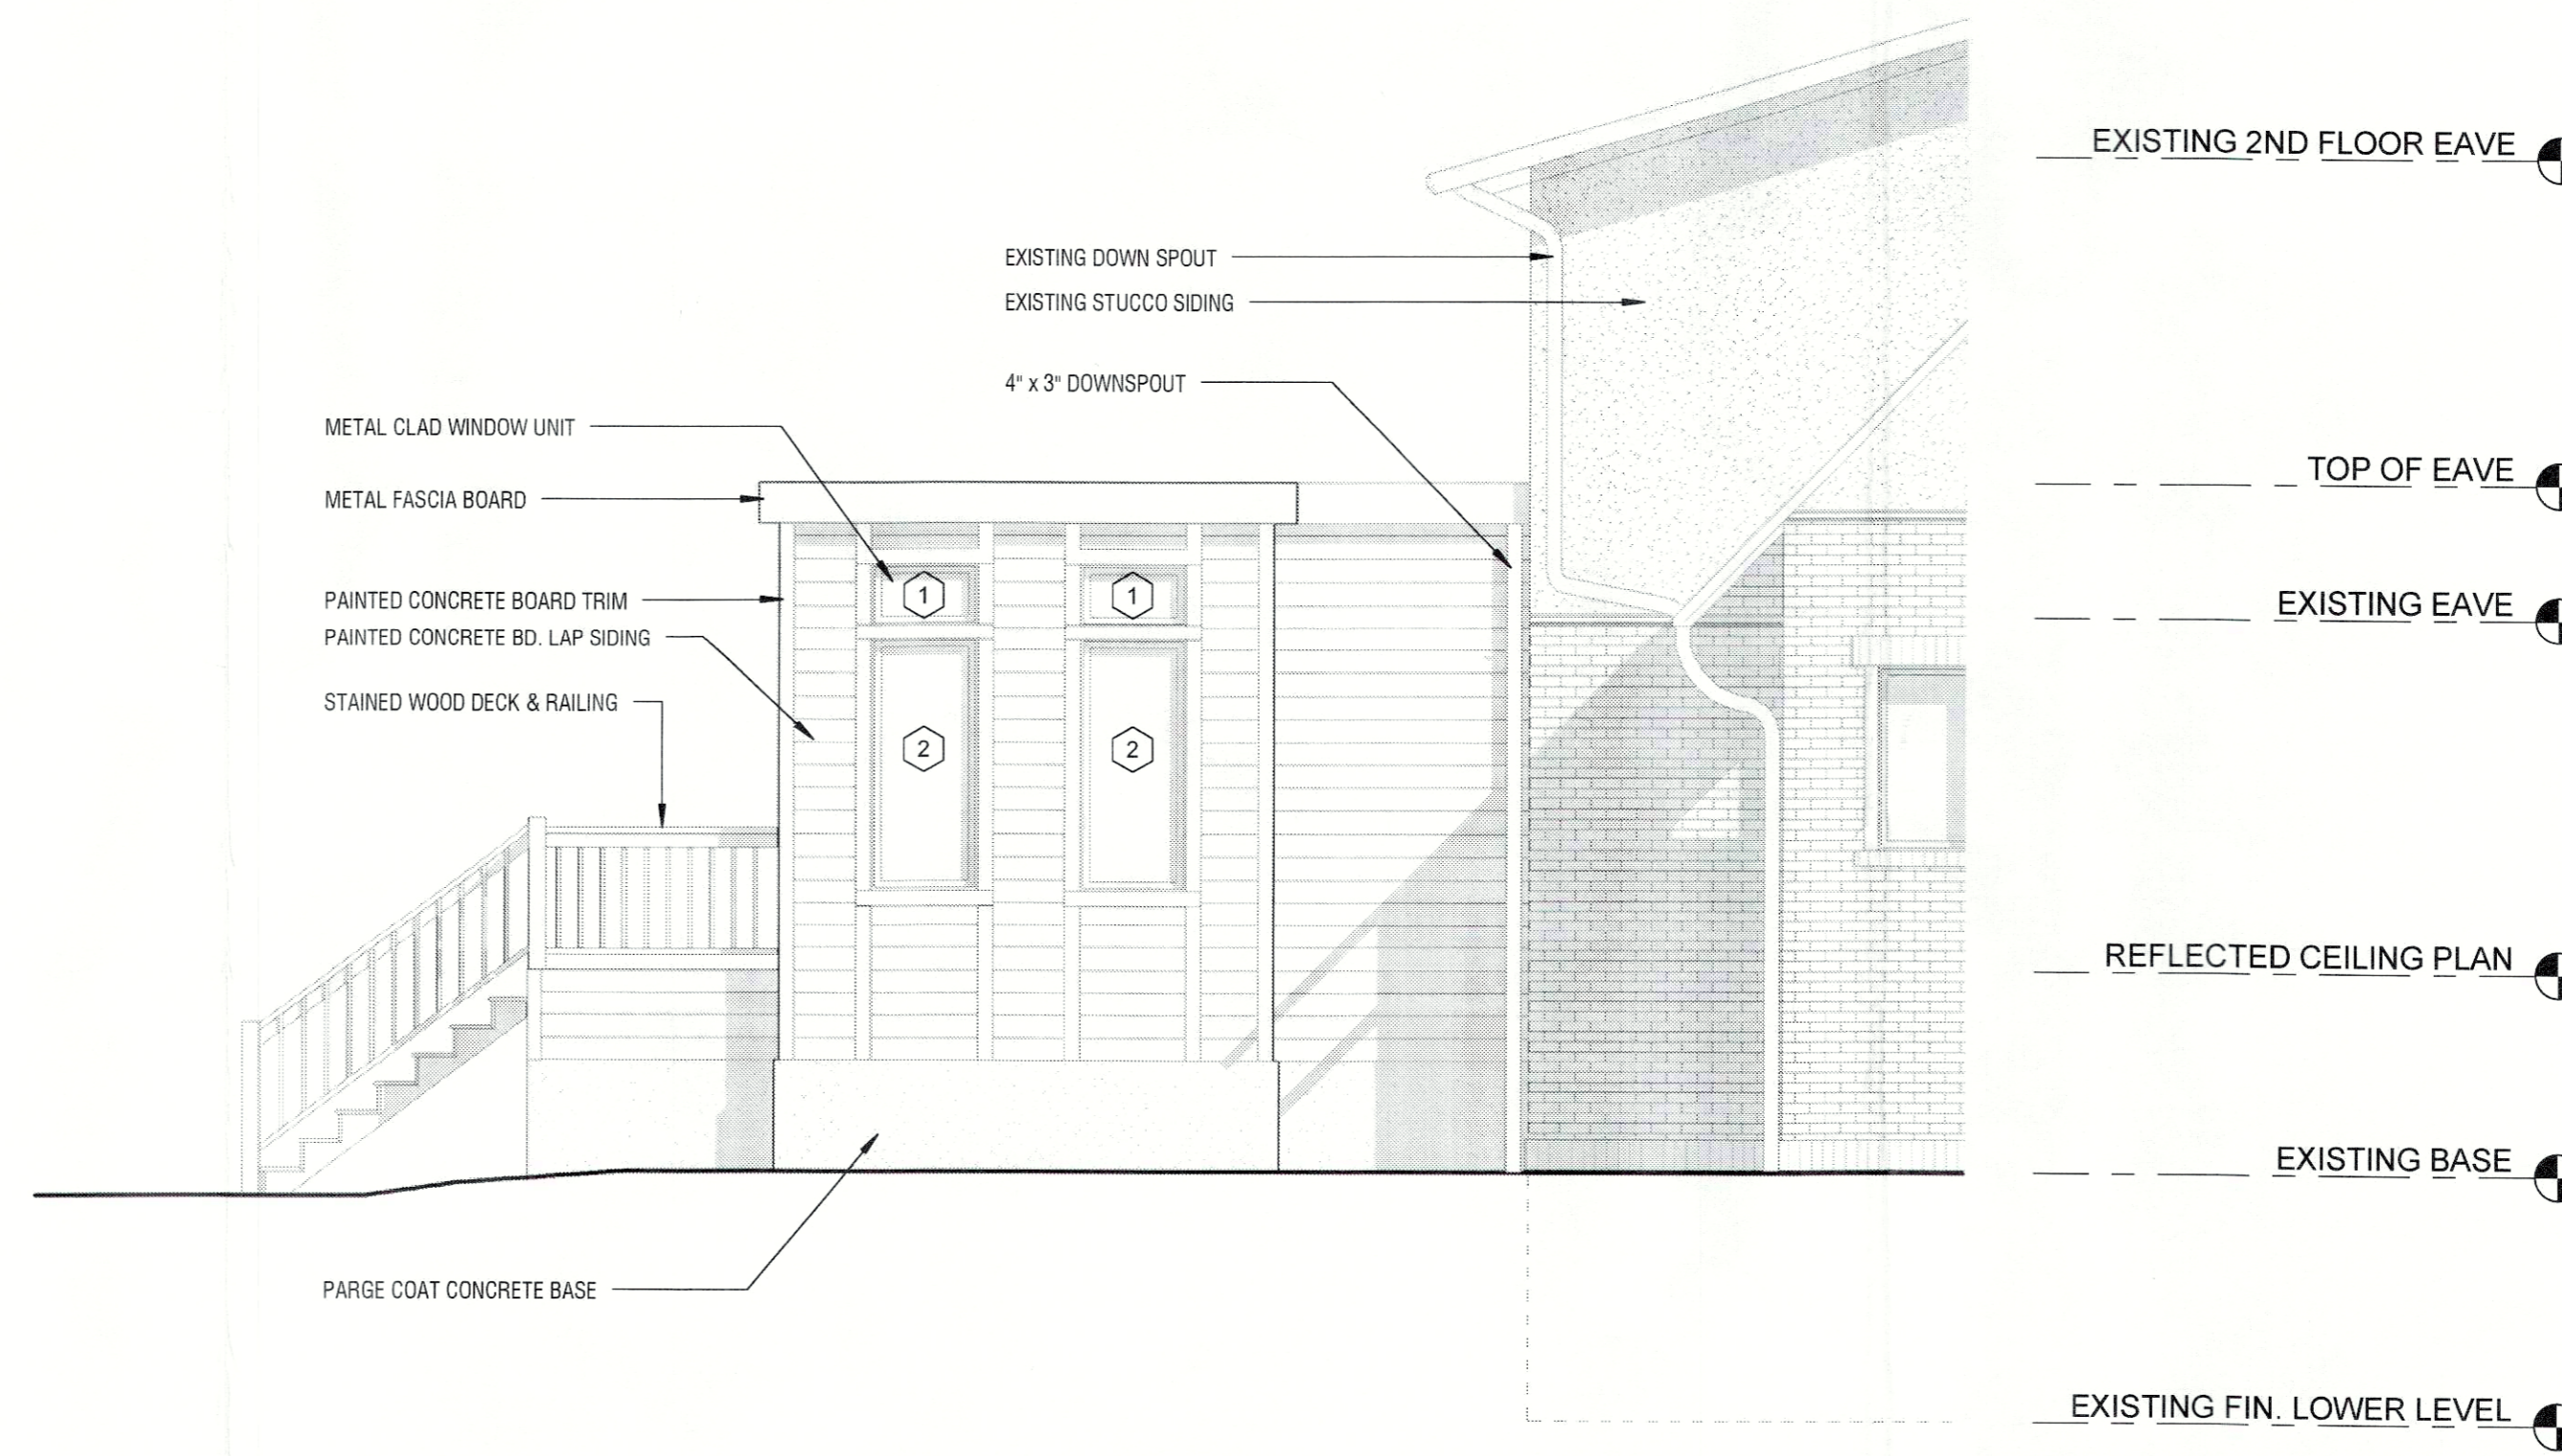 EXISTING 2ND FLOOR EAVE
EXISTING DOWN SPOUT
EXISTING STUCCO SIDING
4" x 3" DOWNSPOUT
METAL CLAD WINDOW UNIT
TOP OF EAVE
METAL FASCIA BOARD
1
1
PAINTED CONCRETE BOARD TRIM
EXISTING EAVE
PAINTED CONCRETE BD. LAP SIDING
STAINED WOOD DECK & RAILING
2
2
REFLECTED CEILING PLAN
EXISTING BASE
PARGE COAT CONCRETE BASE
EXISTING FIN. LOWER LEVEL